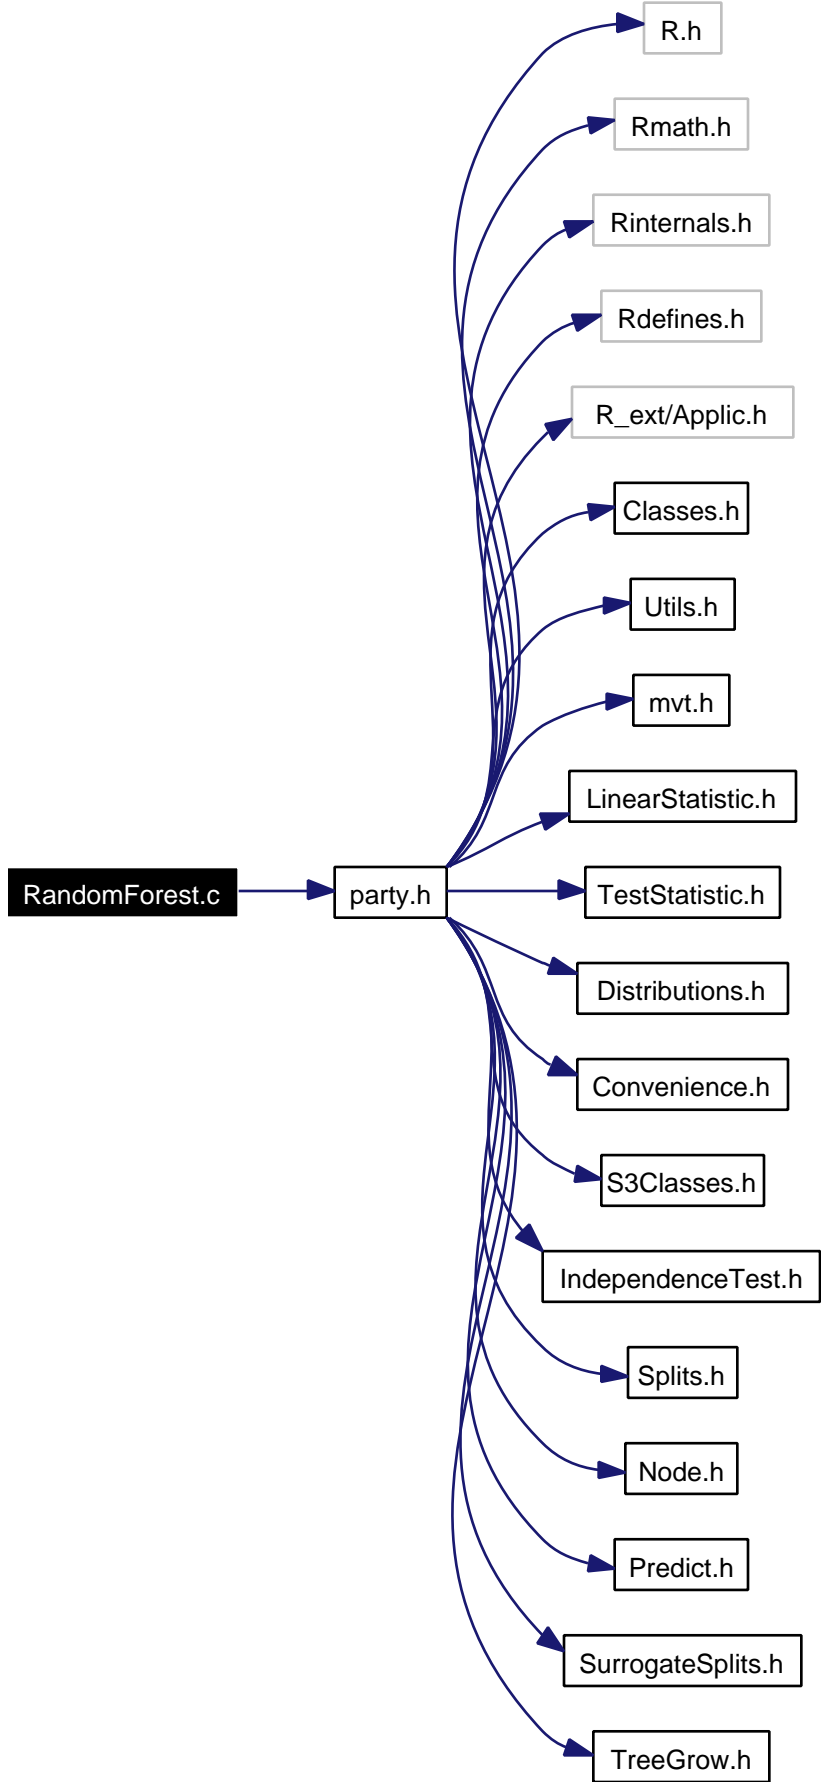 R.h
Rmath.h
Rinternals.h
Rdefines.h
R_ext/Applic.h
Classes.h
Utils.h
mvt.h
LinearStatistic.h
RandomForest.c
party.h
TestStatistic.h
Distributions.h
Convenience.h
S3Classes.h
IndependenceTest.h
Splits.h
Node.h
Predict.h
SurrogateSplits.h
TreeGrow.h